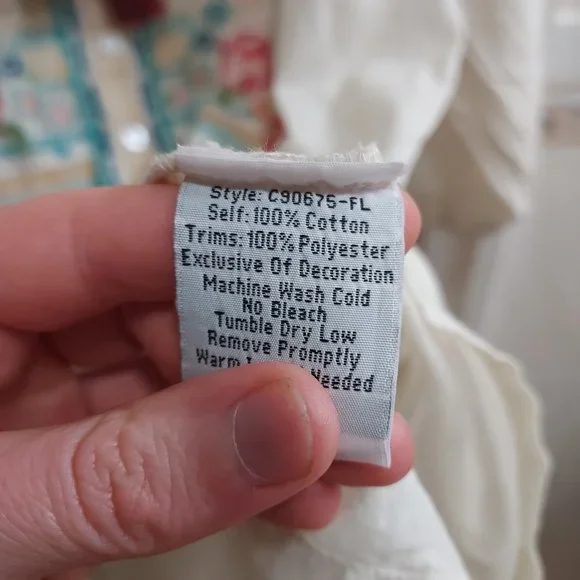 Style: C90675-FL
Self: 100% Cotton
Trims: 100% Polyester
Exclusive Of Decoration
Machine Wash Cold
No Bleach
Tumble Dry Low
Remove Promptly
Warm Needed